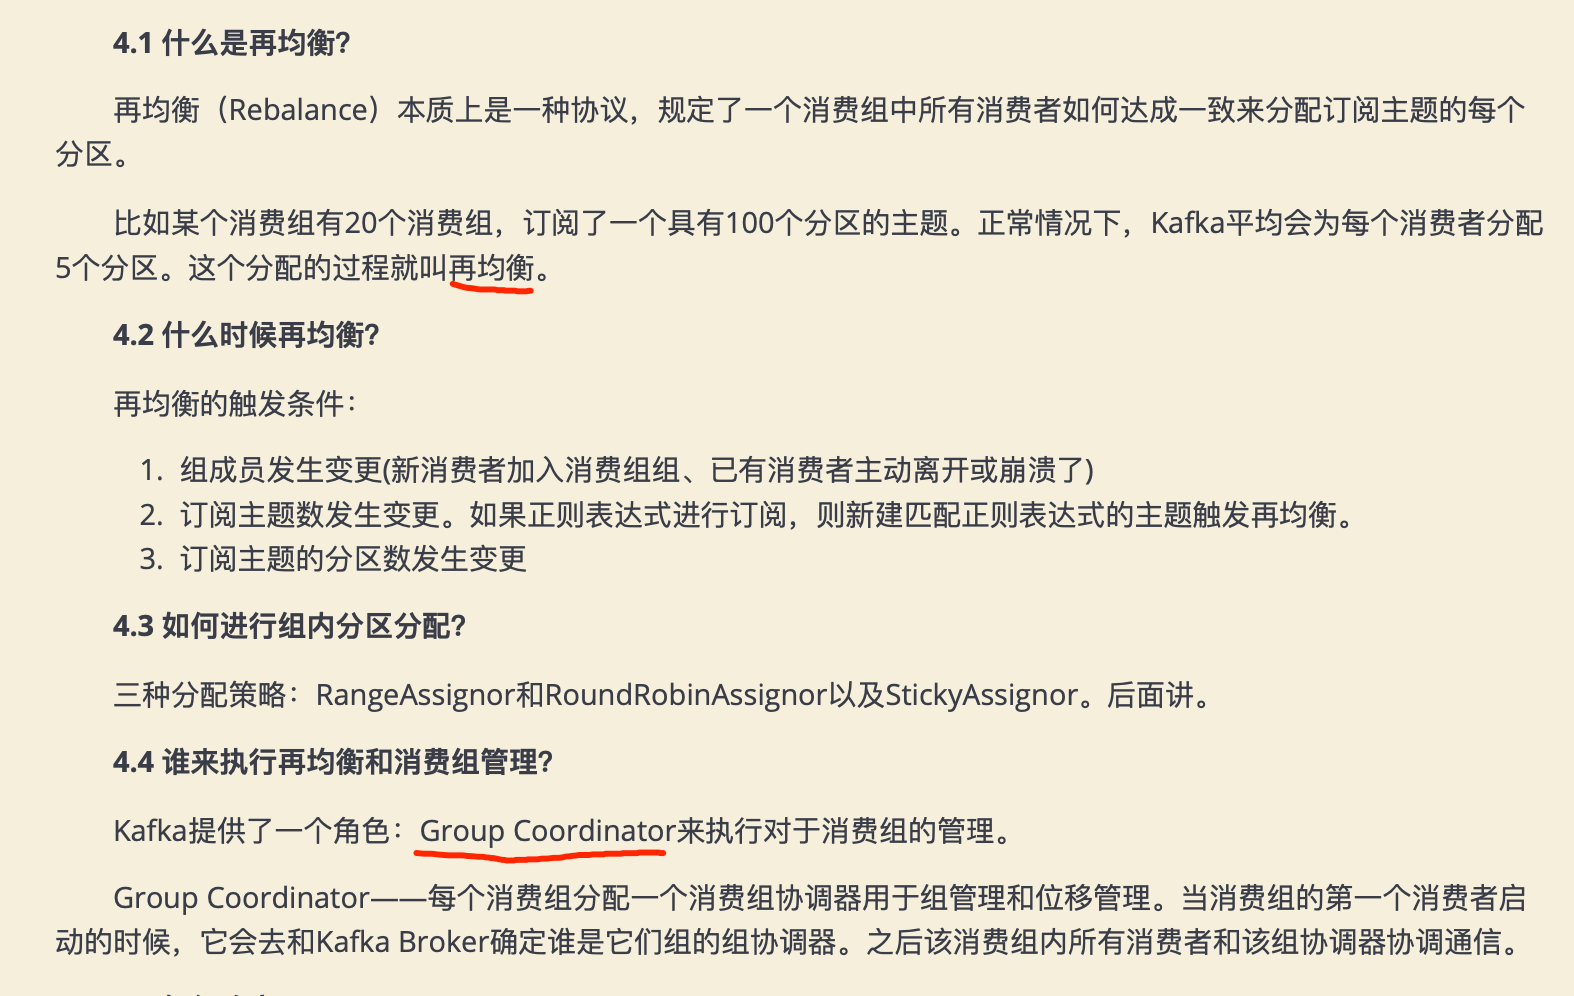 4.1 什么是再均衡?
再均衡（Rebalance）本质上是一种协议，规定了一个消费组中所有消费者如何达成一致来分配订阅主题的每个
分区。
比如某个消费组有20个消费组，订阅了一个具有100个分区的主题。正常情况下，Kafka平均会为每个消费者分配
5个分区。这个分配的过程就叫再均衡。
4.2 什么时候再均衡?
再均衡的触发条件：
1. 组成员发生变更(新消费者加入消费组组、已有消费者主动离开或崩溃了)
2. 订阅主题数发生变更。如果正则表达式进行订阅，则新建匹配正则表达式的主题触发再均衡。
3. 订阅主题的分区数发生变更
4.3 如何进行组内分区分配?
三种分配策略：RangeAssignor和RoundRobinAssignor以及StickyAssignor。后面讲。
4.4 谁来执行再均衡和消费组管理?
Kafka提供了一个角色：Group Coordinator来执行对于消费组的管理。
Group Coordinator——每个消费组分配一个消费组协调器用于组管理和位移管理。当消费组的第一个消费者启
动的时候，它会去和Kafka Broker确定谁是它们组的组协调器。之后该消费组内所有消费者和该组协调器协调通信。